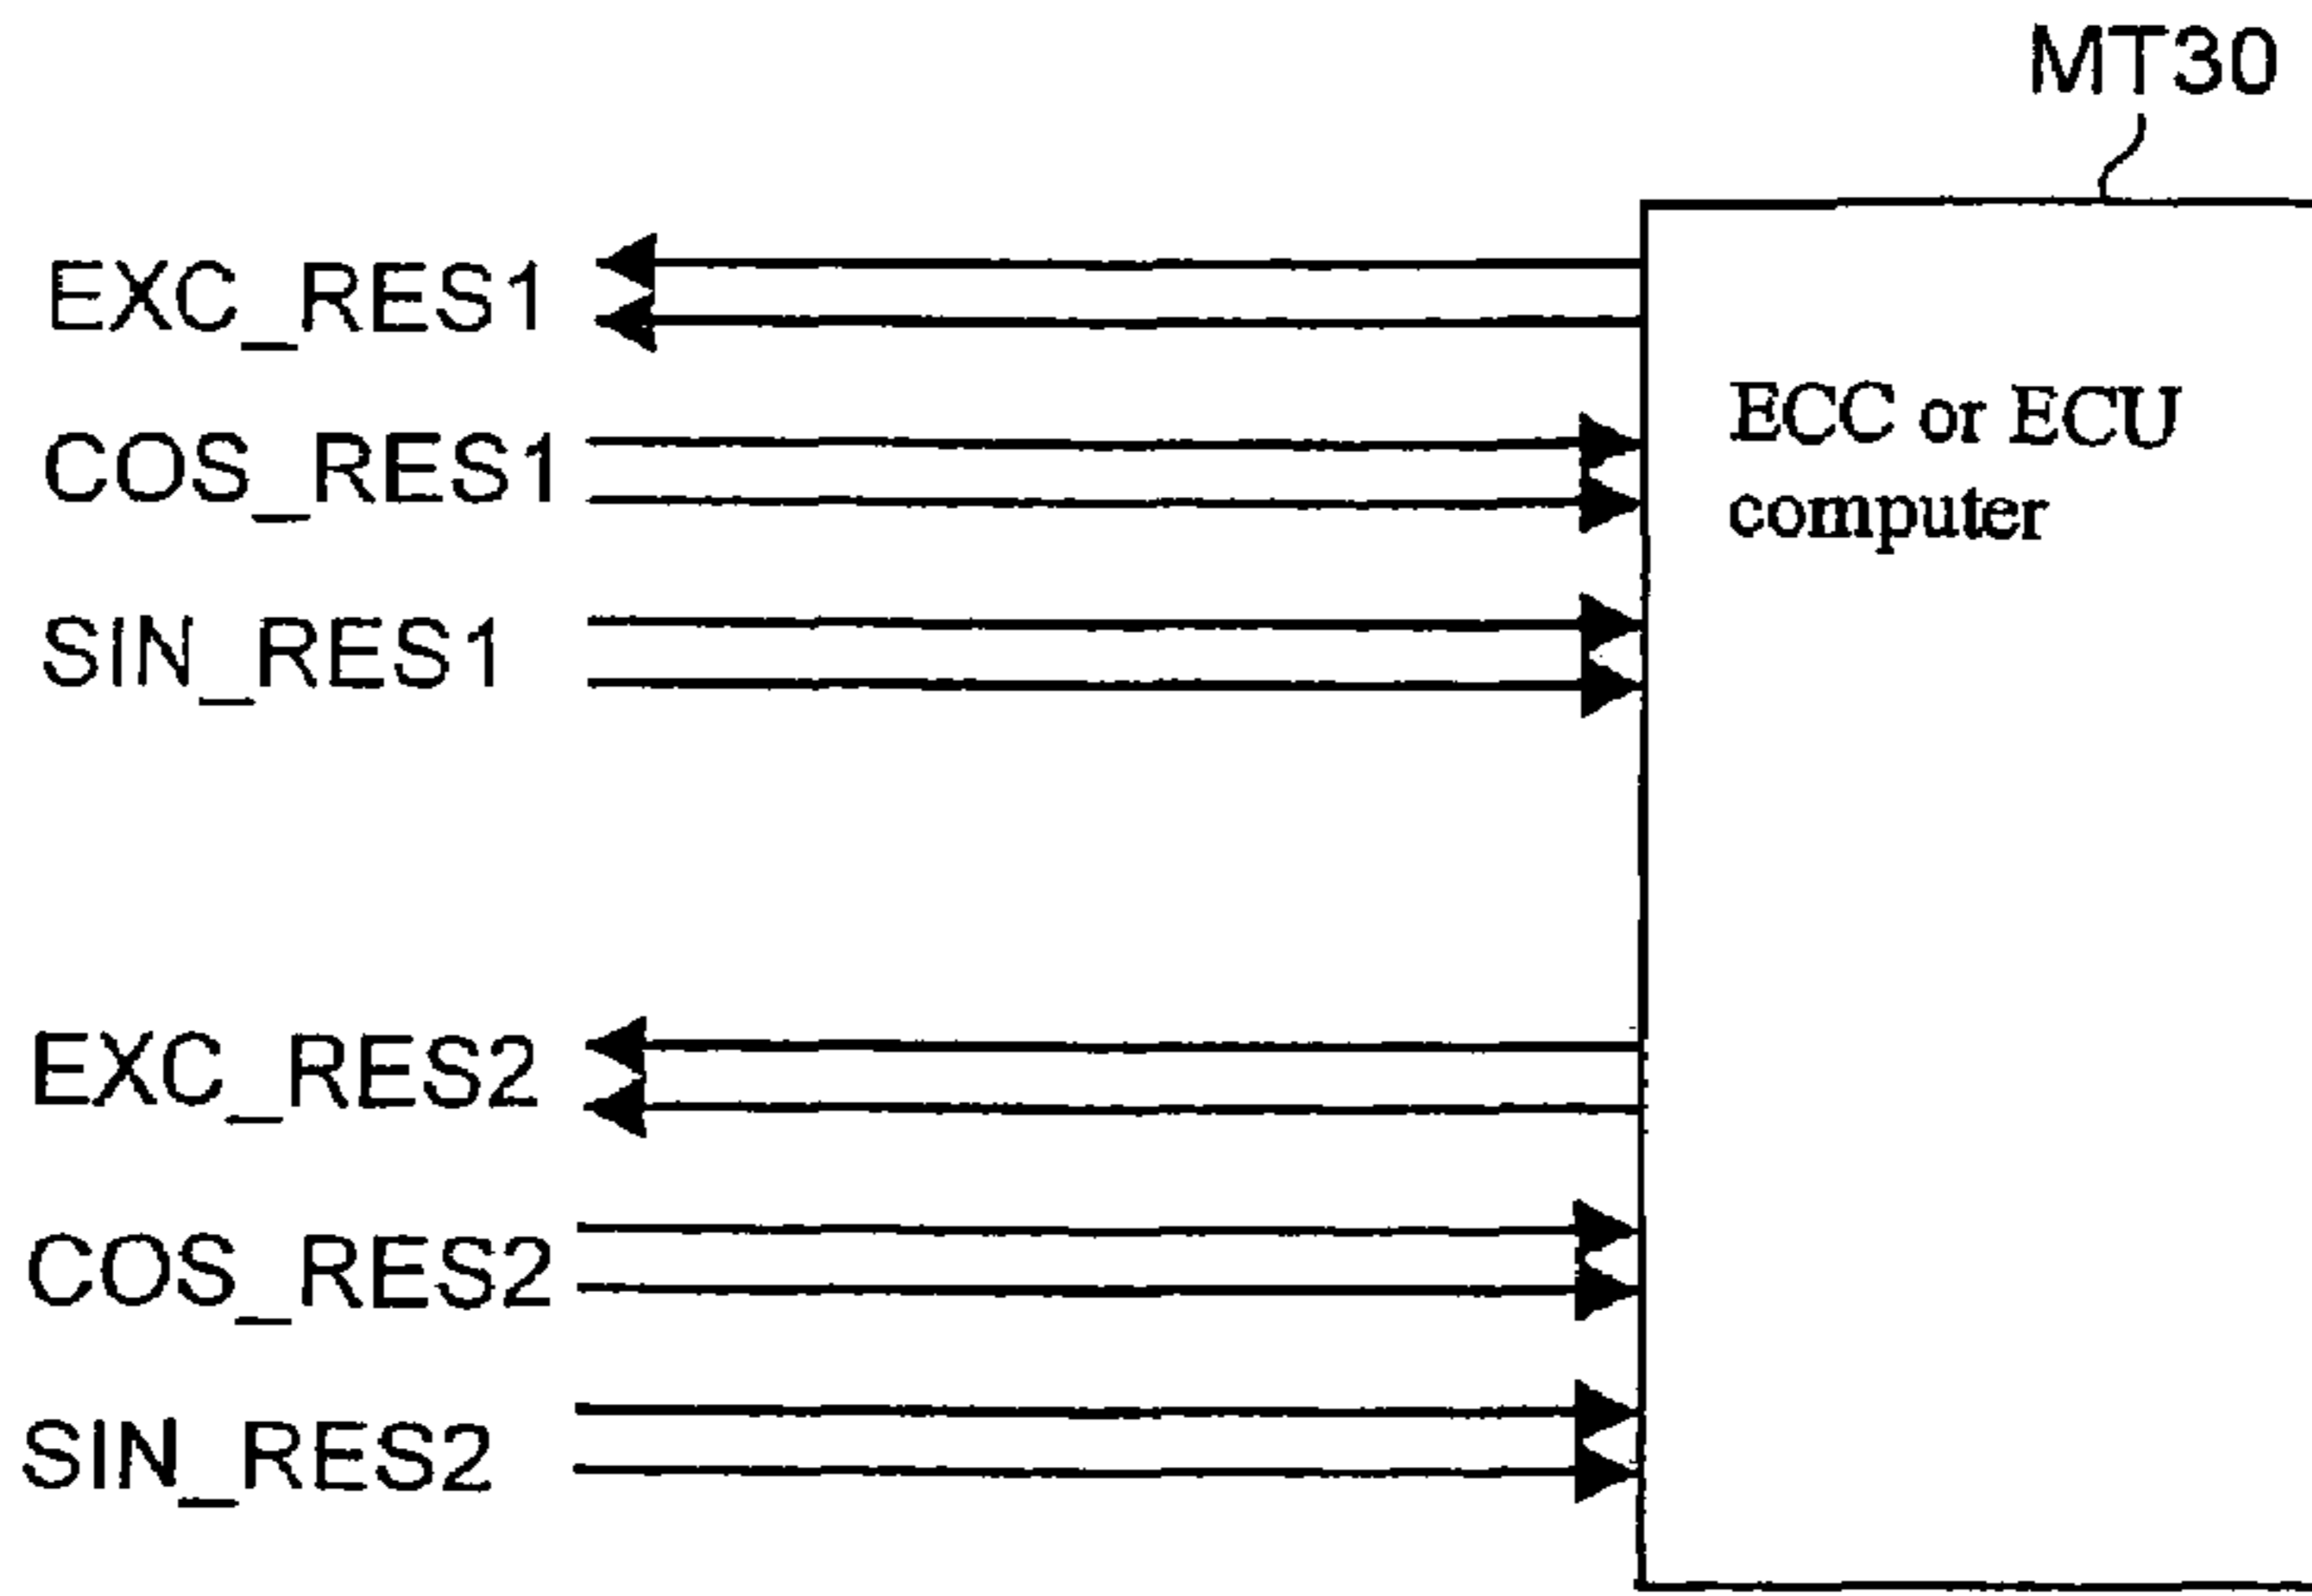 MT30
EXC_RES1
COS_RES1
ECC or ECU
computer
SIN_RES1
EXC_RES2
COS_RES2
SIN_RES2